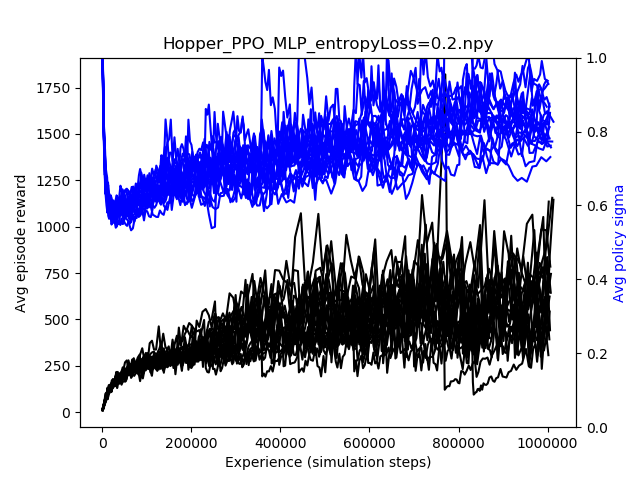 Hopper_PPO_MLP_entropyLoss=0.2.npy
1750
1500
1250
1000
750
500
250
0
Avg episode reward
1.0
0.8
0.6
0.4
0.2
0.0
Avg policy sigma
0 200000 400000 600000 800000 1000000
Experience (simulation steps)